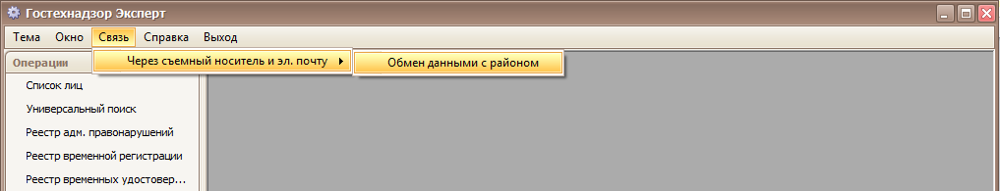 Гостехнадзор Эксперт
Тема Окно Связь Справка Выход
Операции
Через съемный носитель и эл. почту
Обмен данными с районом
Список лиц
Универсальный поиск
Реестр адм. правонарушений
Реестр временной регистрации
Реестр временных удостовер...